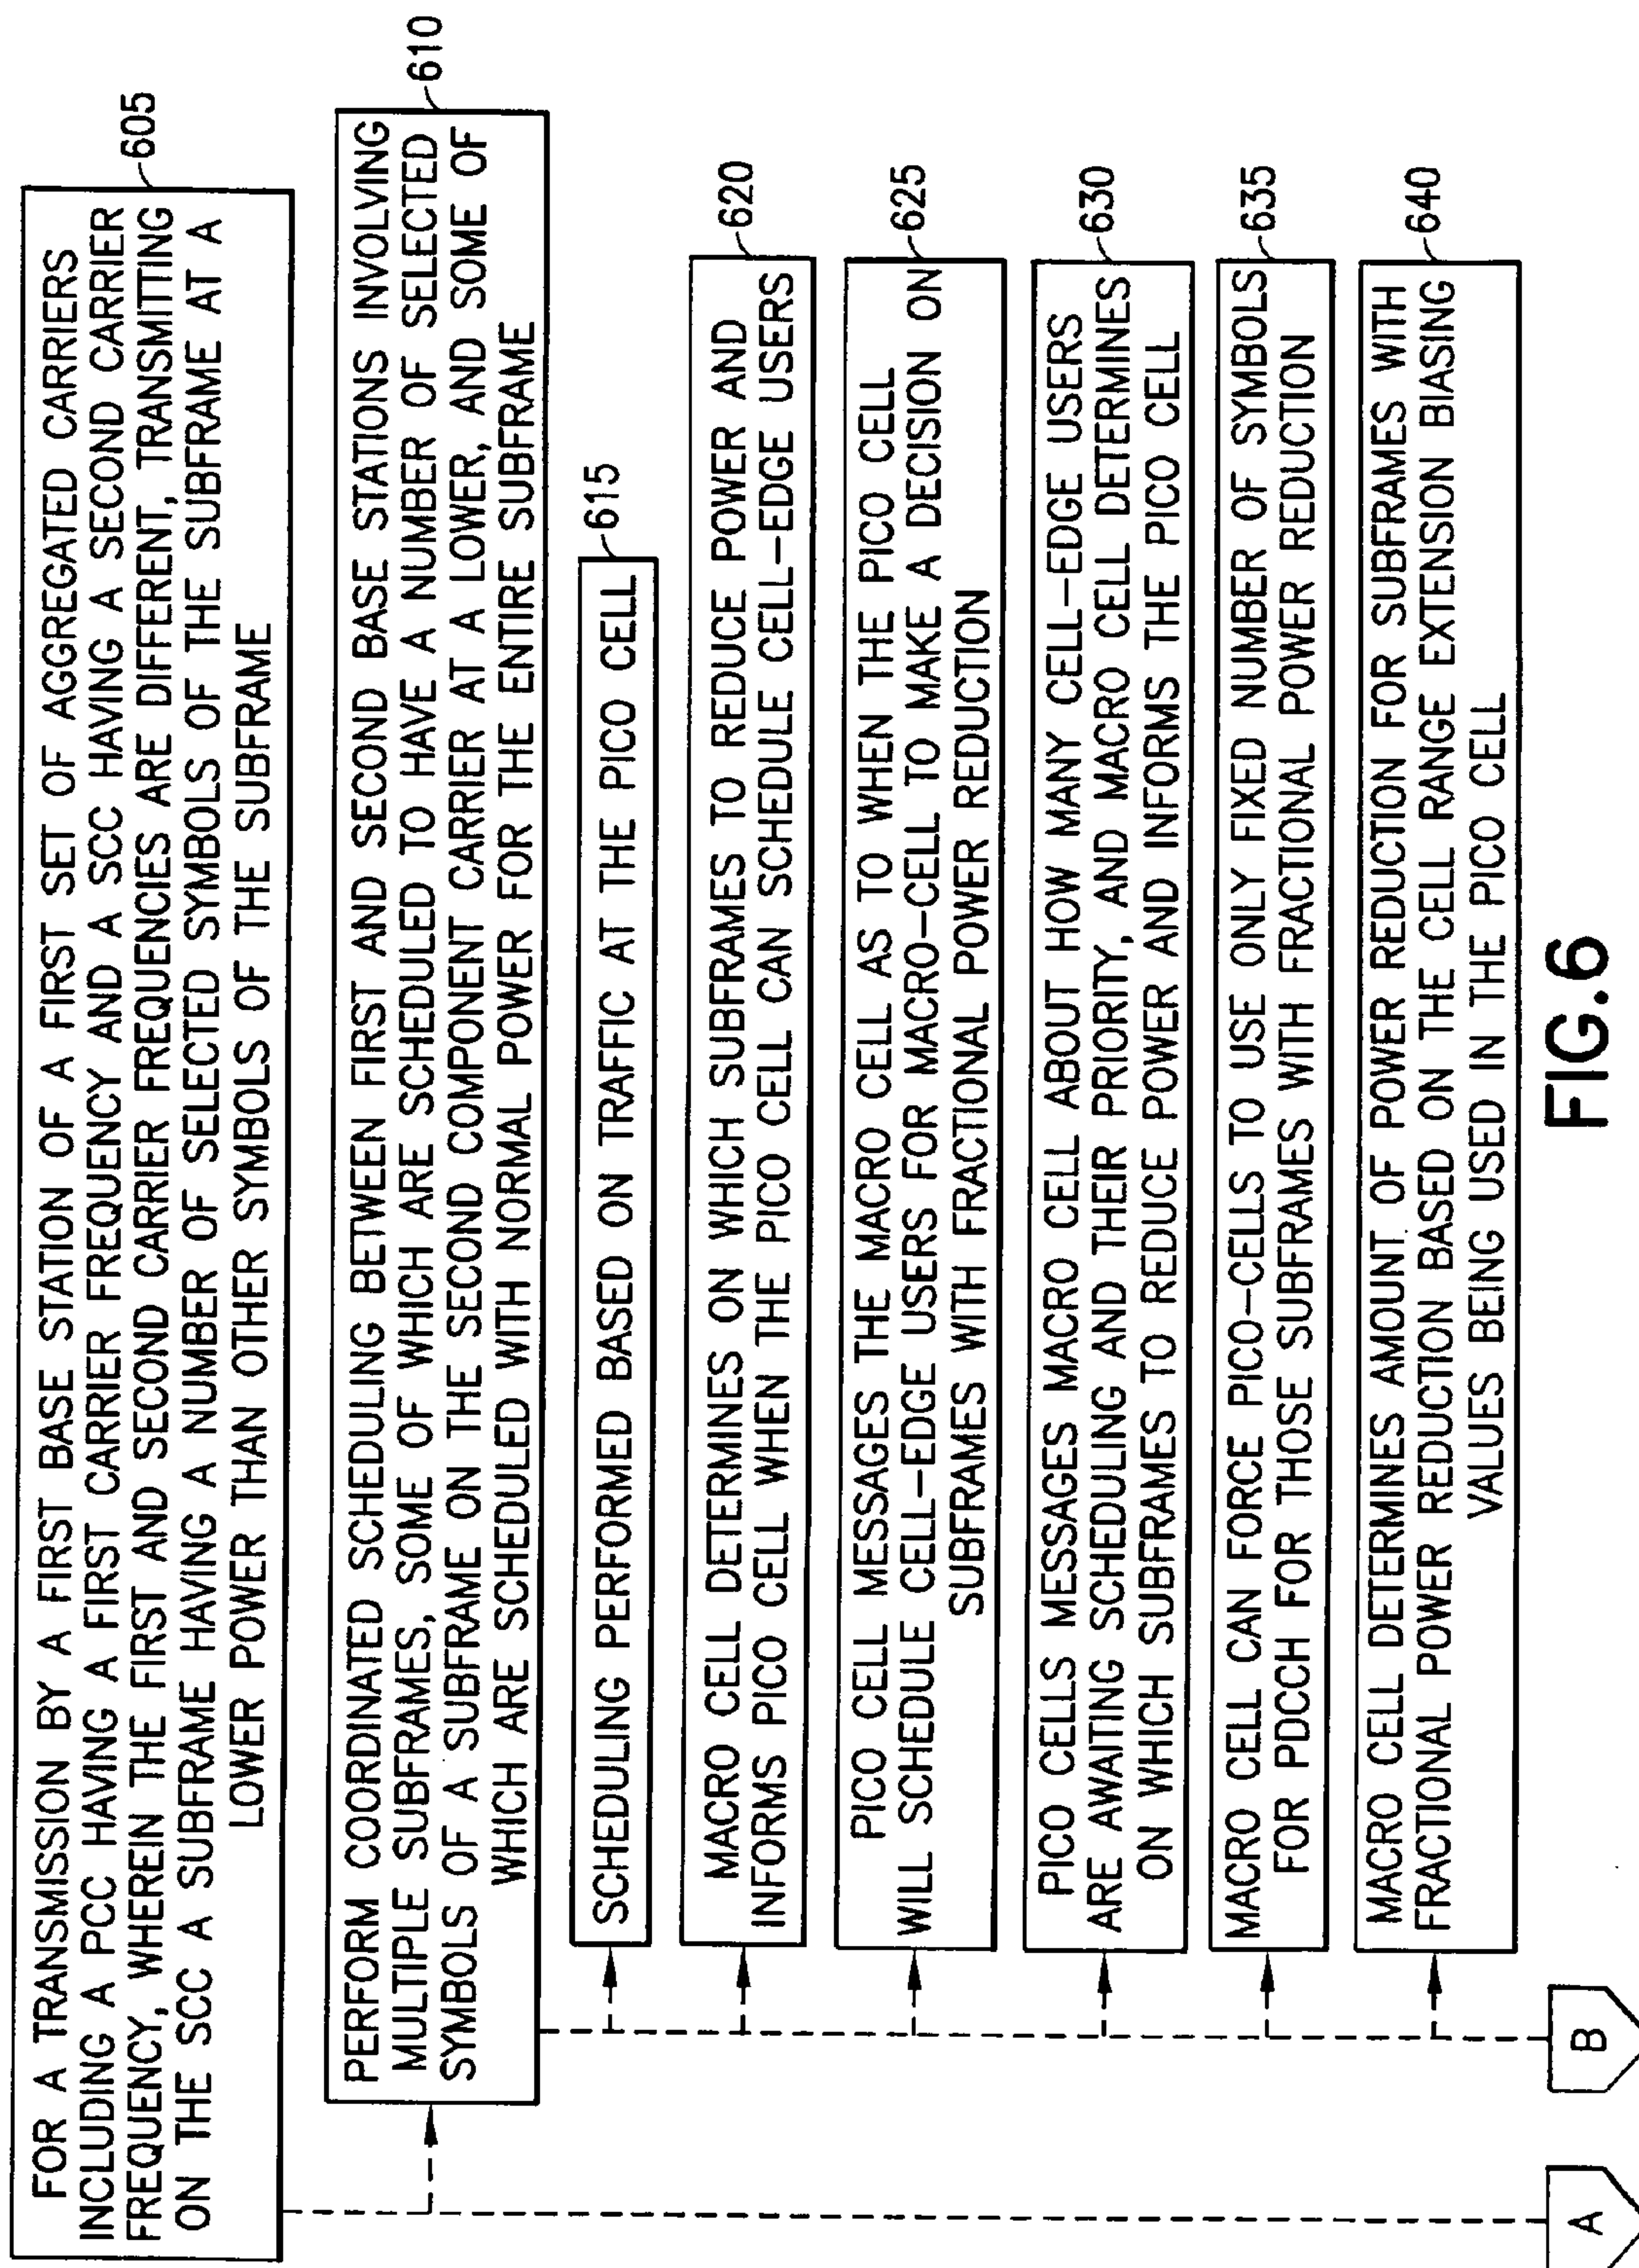 FOR A TRANSMISSION BY A FIRST BASE STATION OF A FIRST SET OF AGGREGATED CARRIERS
INCLUDING A PCC HAVING A FIRST CARRIER FREQUENCY AND A SCC HAVING A SECOND CARRIER
FREQUENCY, WHEREIN THE FIRST AND SECOND CARRIER FREQUENCIES ARE DIFFERENT, TRANSMITTING
ON THE SCC A SUBFRAME HAVING A NUMBER OF SELECTED SYMBOLS OF THE SUBFRAME AT A
LOWER POWER THAN OTHER SYMBOLS OF THE SUBFRAME
605
PERFORM COORDINATED SCHEDULING BETWEEN FIRST AND SECOND BASE STATIONS INVOLVING
MULTIPLE SUBFRAMES, SOME OF WHICH ARE SCHEDULED TO HAVE A NUMBER OF SELECTED
SYMBOLS OF A SUBFRAME ON THE SECOND COMPONENT CARRIER AT A LOWER, AND SOME OF
WHICH ARE SCHEDULED WITH NORMAL POWER FOR THE ENTIRE SUBFRAME
610
SCHEDULING PERFORMED BASED ON TRAFFIC AT THE PICO CELL
615
MACRO CELL DETERMINES ON WHICH SUBFRAMES TO REDUCE POWER AND
INFORMS PICO CELL WHEN THE PICO CELL CAN SCHEDULE CELL-EDGE USERS
620
PICO CELL MESSAGES THE MACRO CELL AS TO WHEN THE PICO CELL
WILL SCHEDULE CELL-EDGE USERS FOR MACRO-CELL TO MAKE A DECISION ON
SUBFRAMES WITH FRACTIONAL POWER REDUCTION
625
PICO CELLS MESSAGES MACRO CELL ABOUT HOW MANY CELL-EDGE USERS
ARE AWAITING SCHEDULING AND THEIR PRIORITY, AND MACRO CELL DETERMINES
ON WHICH SUBFRAMES TO REDUCE POWER AND INFORMS THE PICO CELL
630
MACRO CELL CAN FORCE PICO-CELLS TO USE ONLY FIXED NUMBER OF SYMBOLS
FOR PDCCH FOR THOSE SUBFRAMES WITH FRACTIONAL POWER REDUCTION
635
MACRO CELL DETERMINES AMOUNT OF POWER REDUCTION FOR SUBFRAMES WITH
FRACTIONAL POWER REDUCTION BASED ON THE CELL RANGE EXTENSION BIASING
VALUES BEING USED IN THE PICO CELL
640
A
B
FIG.6